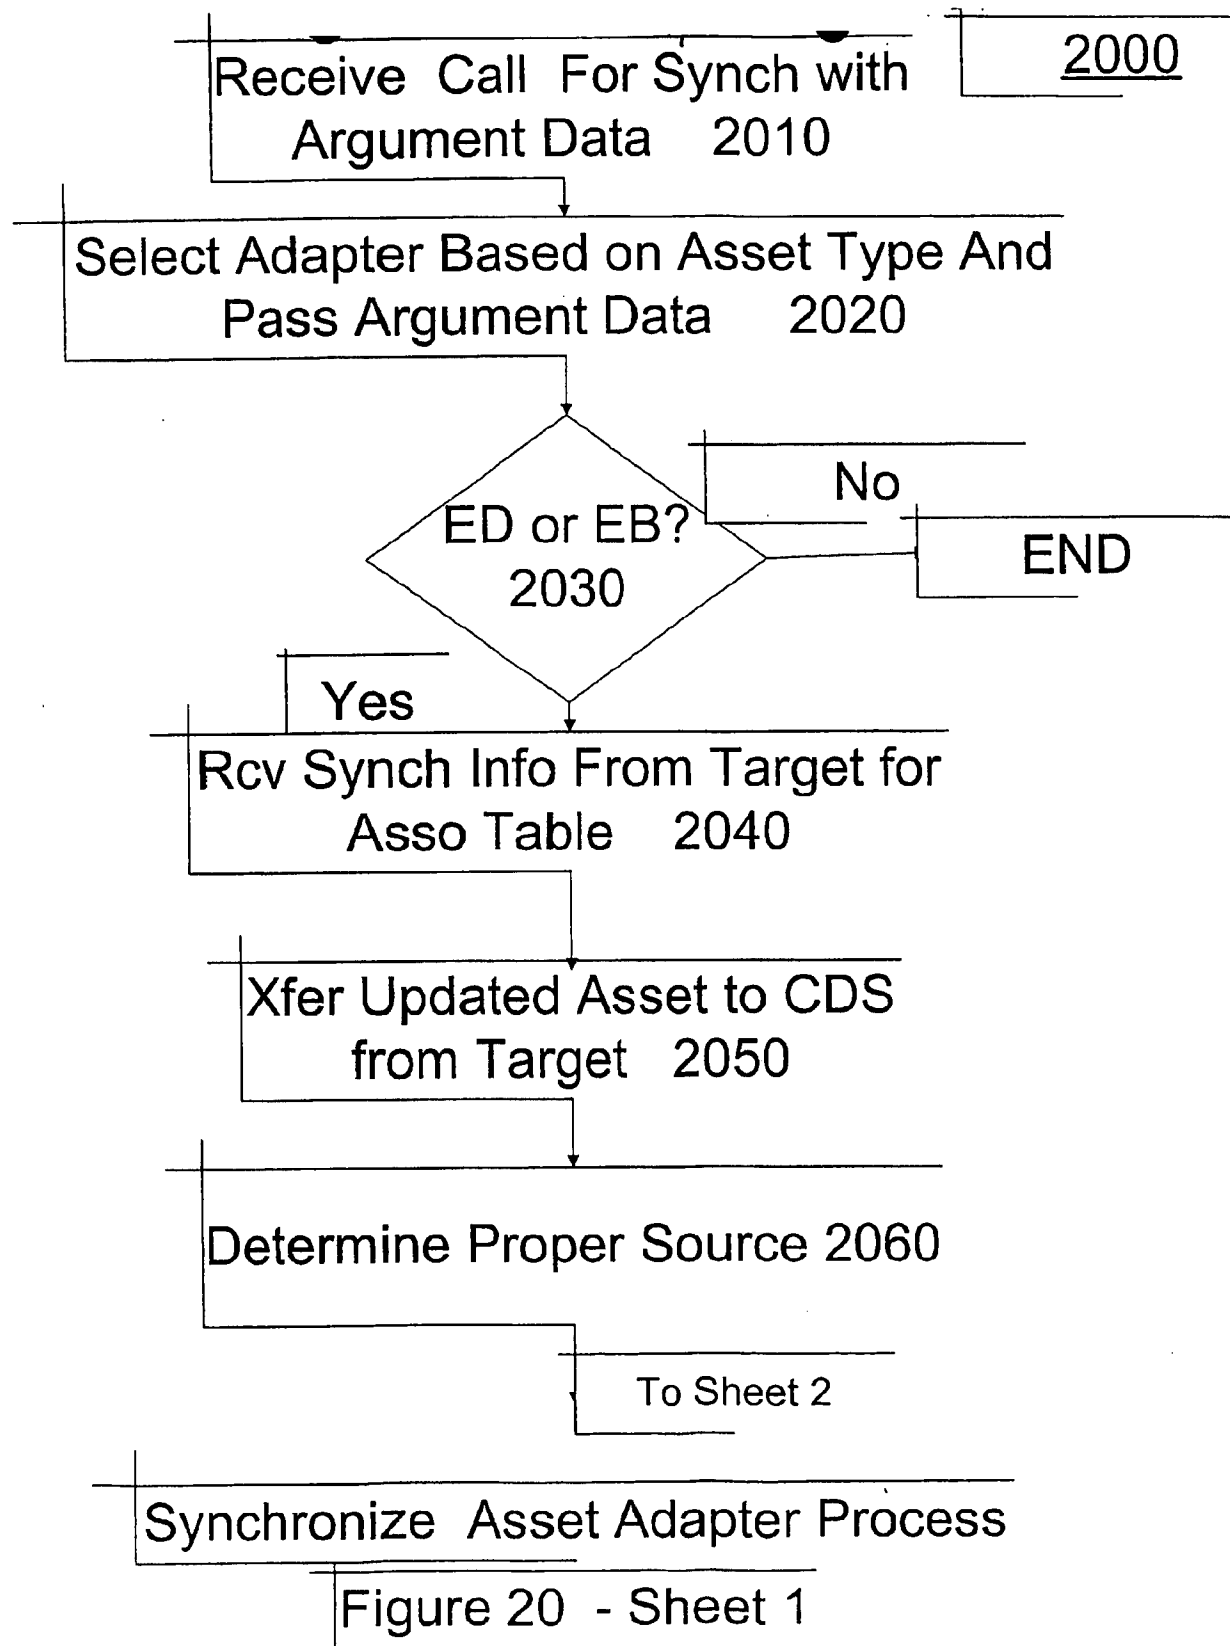 2000
Receive Call For Synch with
Argument Data 2010
Select Adapter Based on Asset Type And
Pass Argument Data 2020
ED or EB?
2030
No
END
Yes
Rcv Synch Info From Target for
Asso Table 2040
Xfer Updated Asset to CDS
from Target 2050
Determine Proper Source 2060
To Sheet 2
Synchronize Asset Adapter Process
Figure 20 - Sheet 1